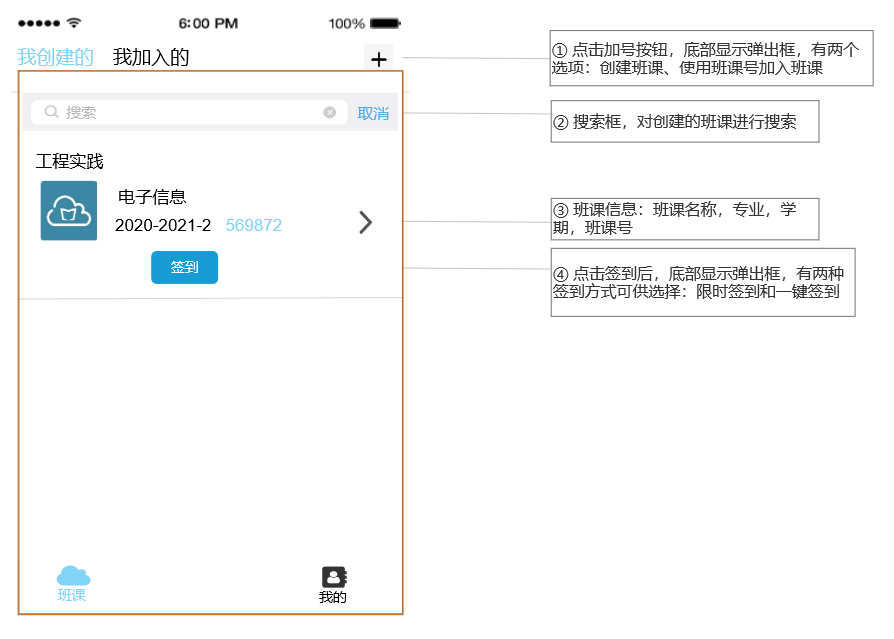 6:00 PM
100%
我创建的 我加入的
+
搜索
取消
工程实践
电子信息
2020-2021-2 569872
签到
班课
我的
① 点击加号按钮，底部显示弹出框，有两个
选项：创建班课、使用班课号加入班课
② 搜索框，对创建的班课进行搜索
③ 班课信息：班课名称，专业，学
期，班课号
④ 点击签到后，底部显示弹出框，有两种
签到方式可供选择：限时签到和一键签到